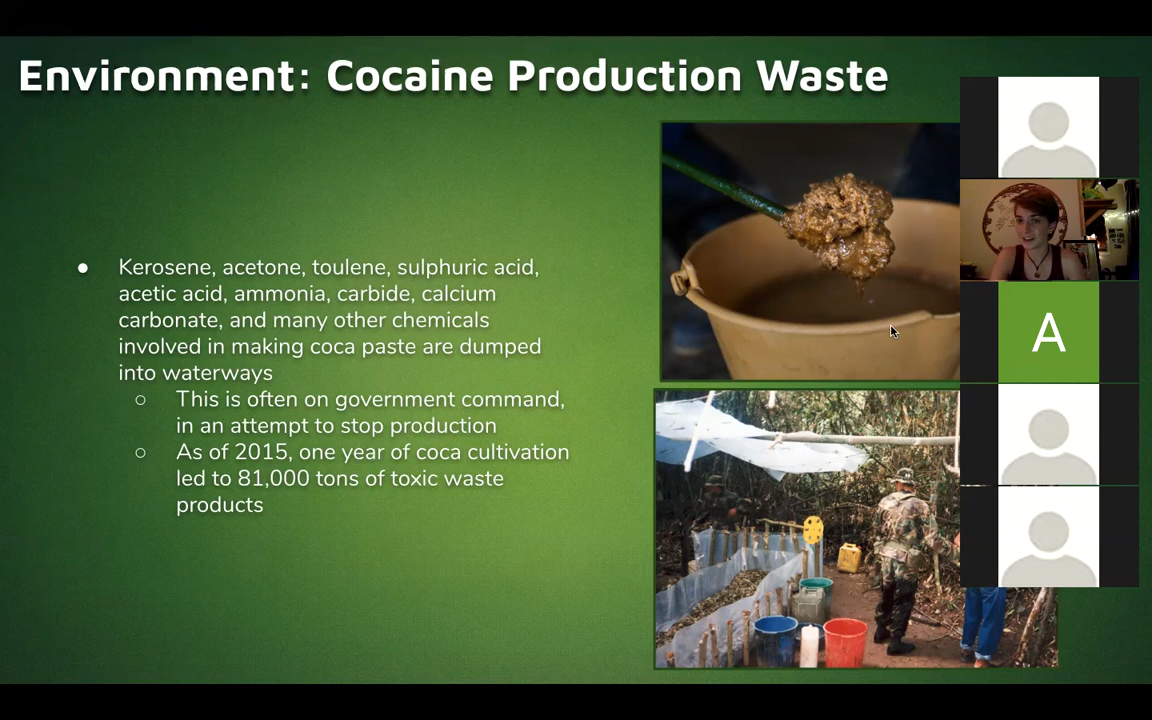 Environment: Cocaine Production Waste
● Kerosene, acetone, toulene, sulphuric acid,
acetic acid, ammonia, carbide, calcium
carbonate, and many other chemicals
involved in making coca paste are dumped
into waterways
○ This is often on government command,
in an attempt to stop production
○ As of 2015, one year of coca cultivation
led to 81,000 tons of toxic waste
products
A